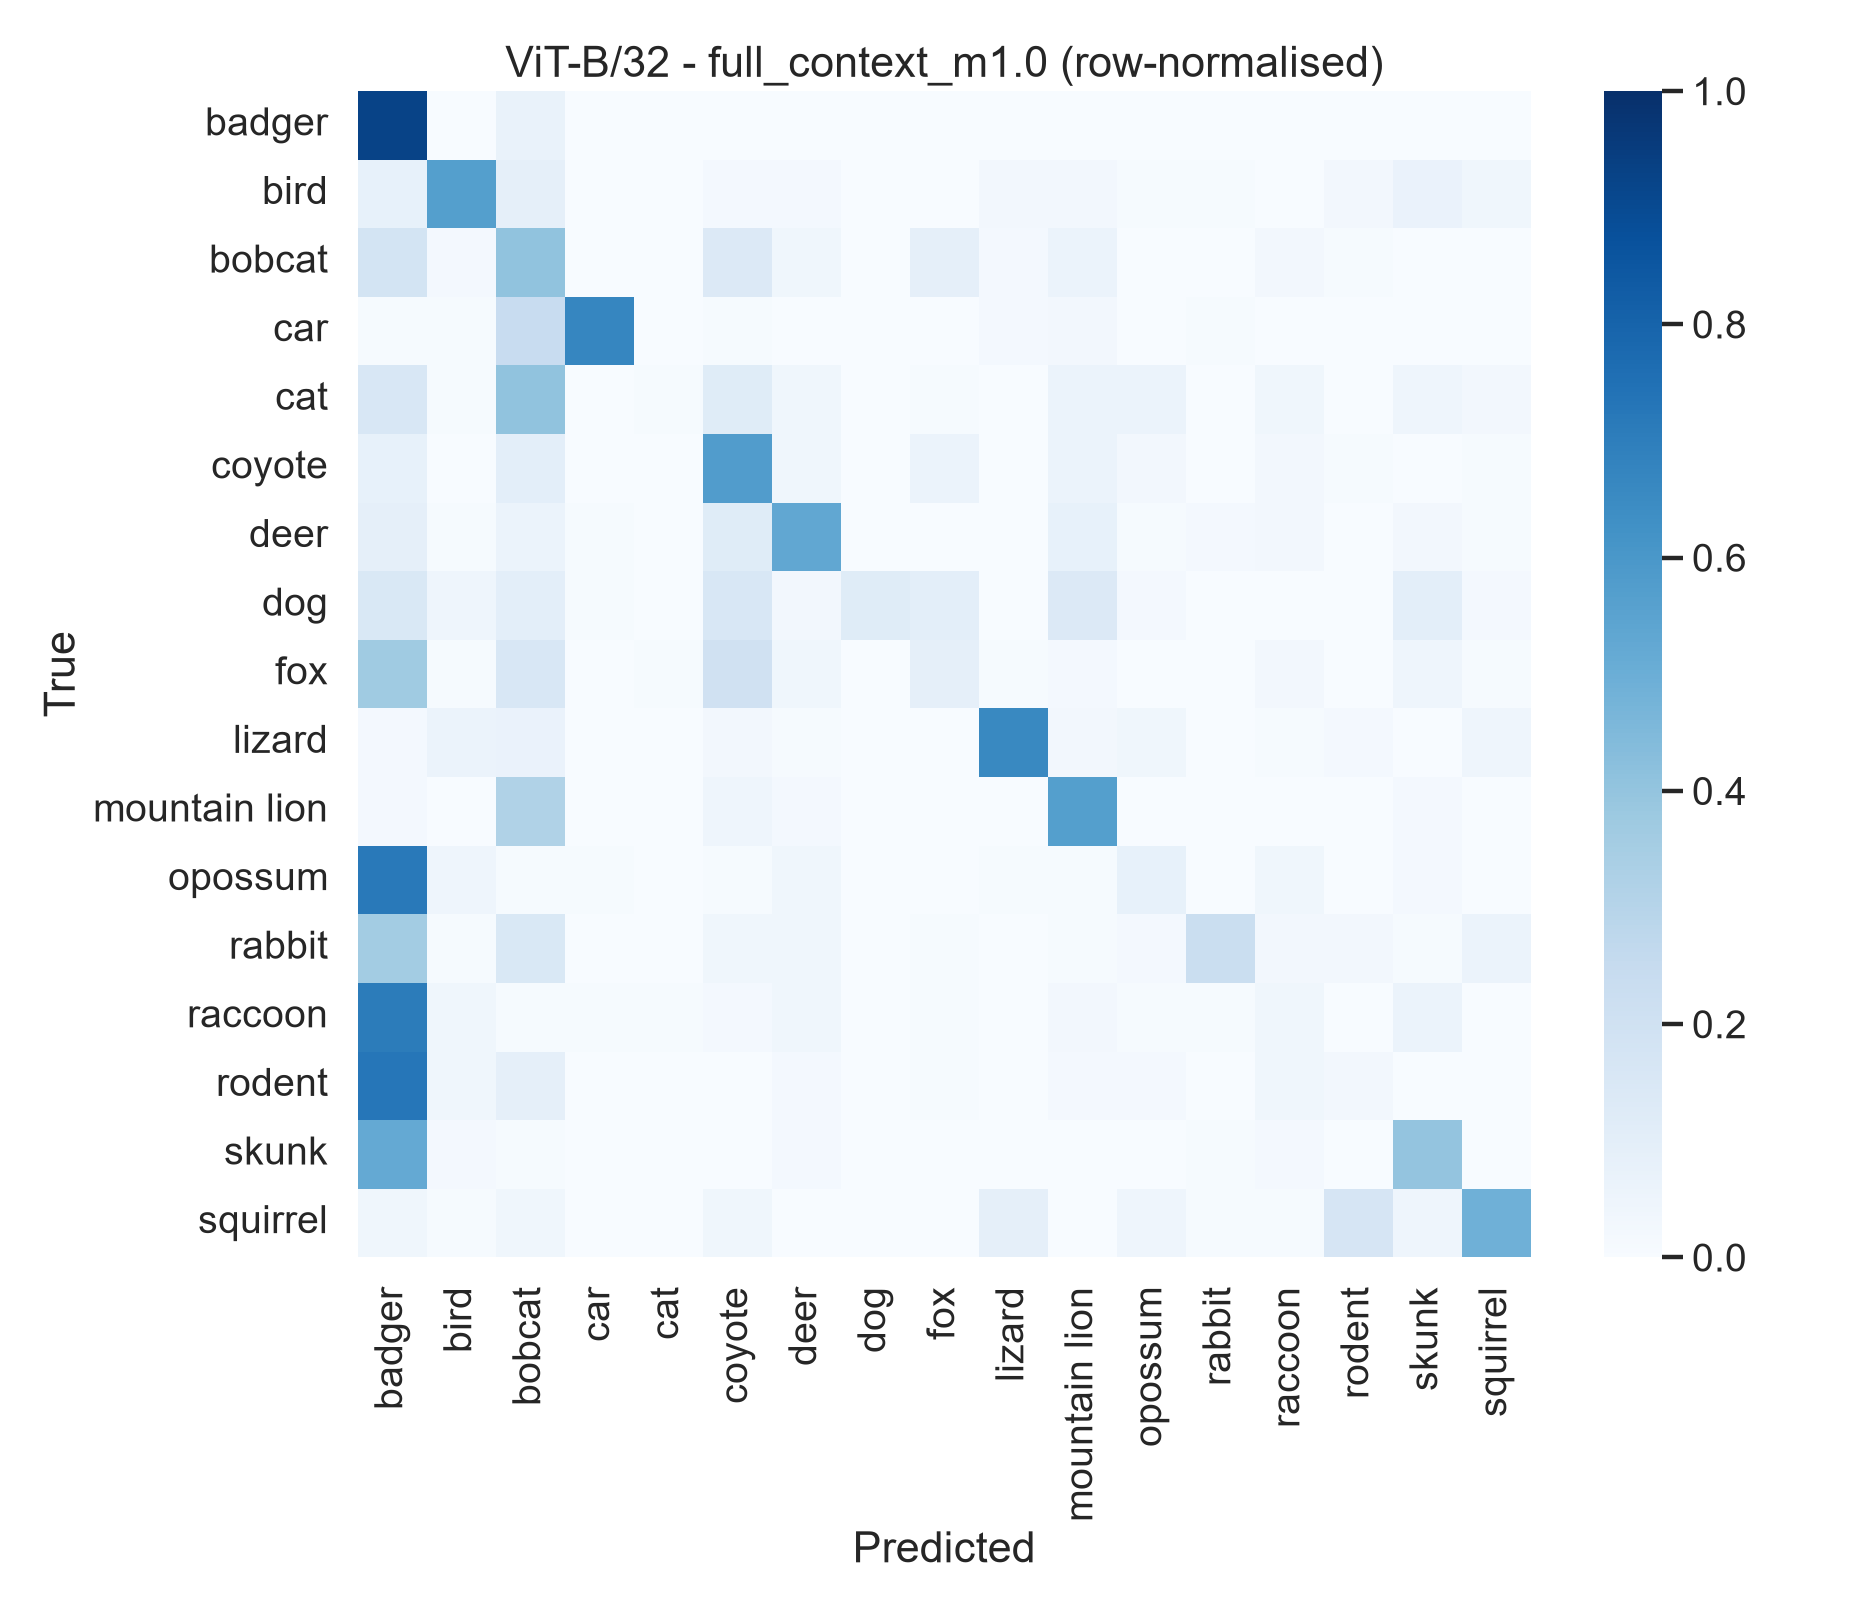 ViT-B/32 - full_context_m1.0 (row-normalised)
True
badger
bird
bobcat
car
cat
coyote
deer
dog
fox
lizard
mountain lion
opossum
rabbit
raccoon
rodent
skunk
squirrel
badger
bird
bobcat
car
cat
coyote
deer
dog
fox
lizard
mountain lion
opossum
rabbit
raccoon
rodent
skunk
squirrel
Predicted
1.0
0.8
0.6
0.4
0.2
0.0